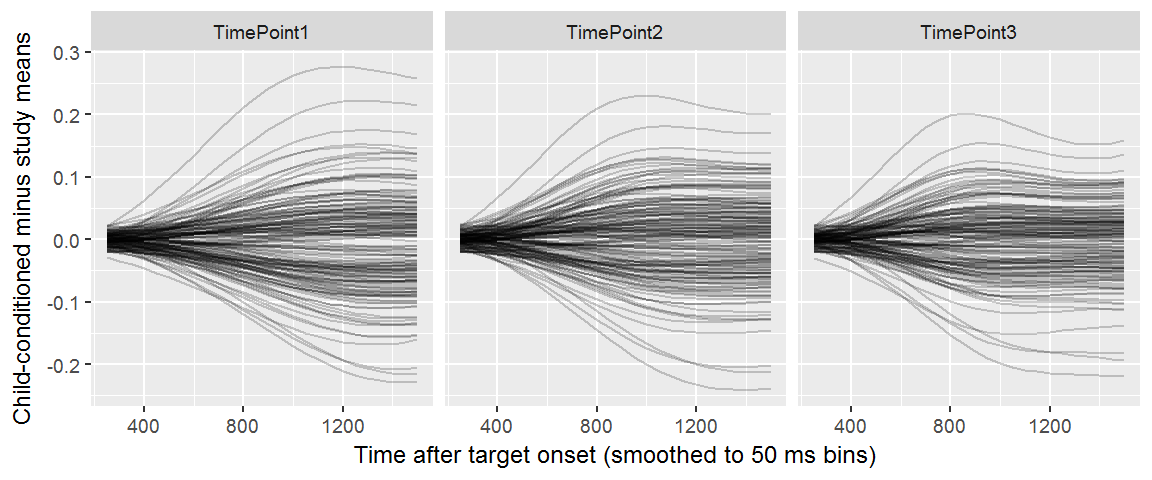 TimePoint1
TimePoint2
TimePoint3
Child-conditioned minus study means
0.3
0.2
0.1
0.0
-0.1
-0.2
400 800 1200
400 800 1200
400 800 1200
Time after target onset (smoothed to 50 ms bins)